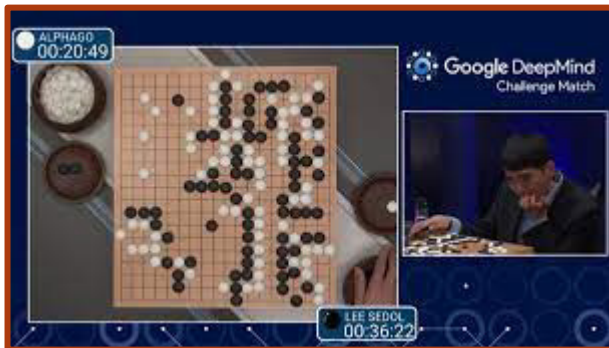 ALPHAGO
00:20:49
Google DeepMind
Challenge Match
LEE SEDOL
00:36:22